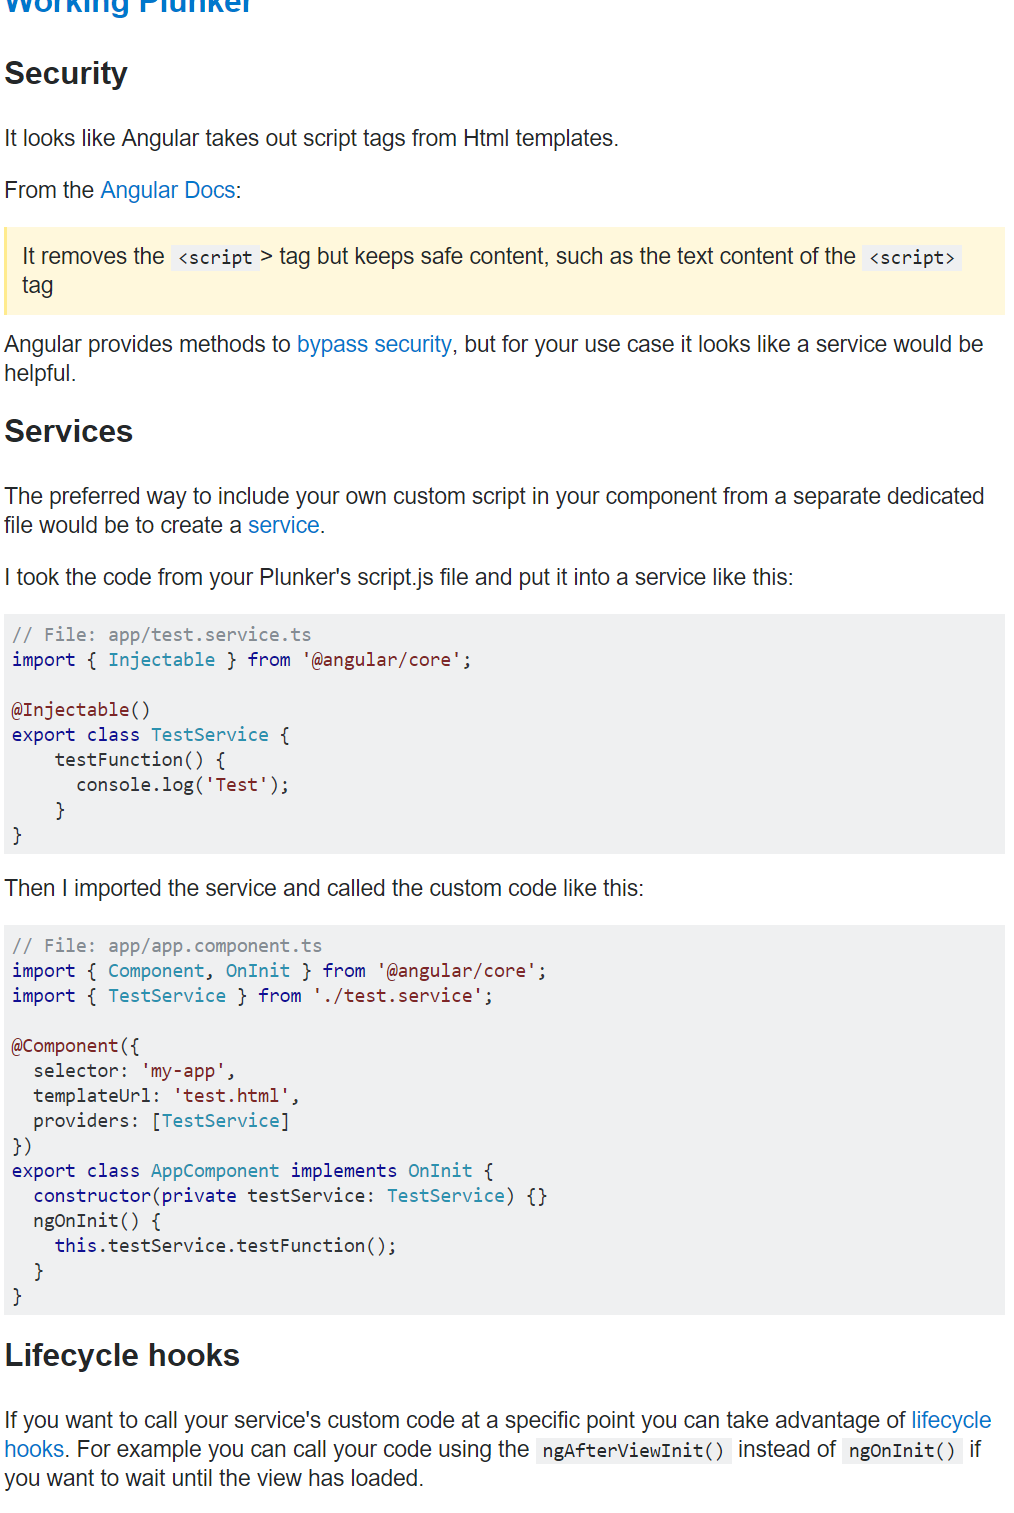 Working Plunker
Security
It looks like Angular takes out script tags from Html templates.
From the Angular Docs:
It removes the <script > tag but keeps safe content, such as the text content of the <script>
tag
Angular provides methods to bypass security, but for your use case it looks like a service would be
helpful.
Services
The preferred way to include your own custom script in your component from a separate dedicated
file would be to create a service.
I took the code from your Plunker's script.js file and put it into a service like this:
// File: app/test.service.ts
import { Injectable } from '@angular/core';
@Injectable()
export class TestService {
    testFunction() {
      console.log('Test');
    }
}
Then I imported the service and called the custom code like this:
// File: app/app.component.ts
import { Component, OnInit } from '@angular/core';
import { TestService } from './test.service';
@Component({
  selector: 'my-app',
  templateUrl: 'test.html',
  providers: [TestService]
})
export class AppComponent implements OnInit {
  constructor(private testService: TestService) {}
  ngOnInit() {
    this.testService.testFunction();
  }
}
Lifecycle hooks
If you want to call your service's custom code at a specific point you can take advantage of lifecycle
hooks. For example you can call your code using the ngAfterViewInit() instead of ngOnInit() if
you want to wait until the view has loaded.